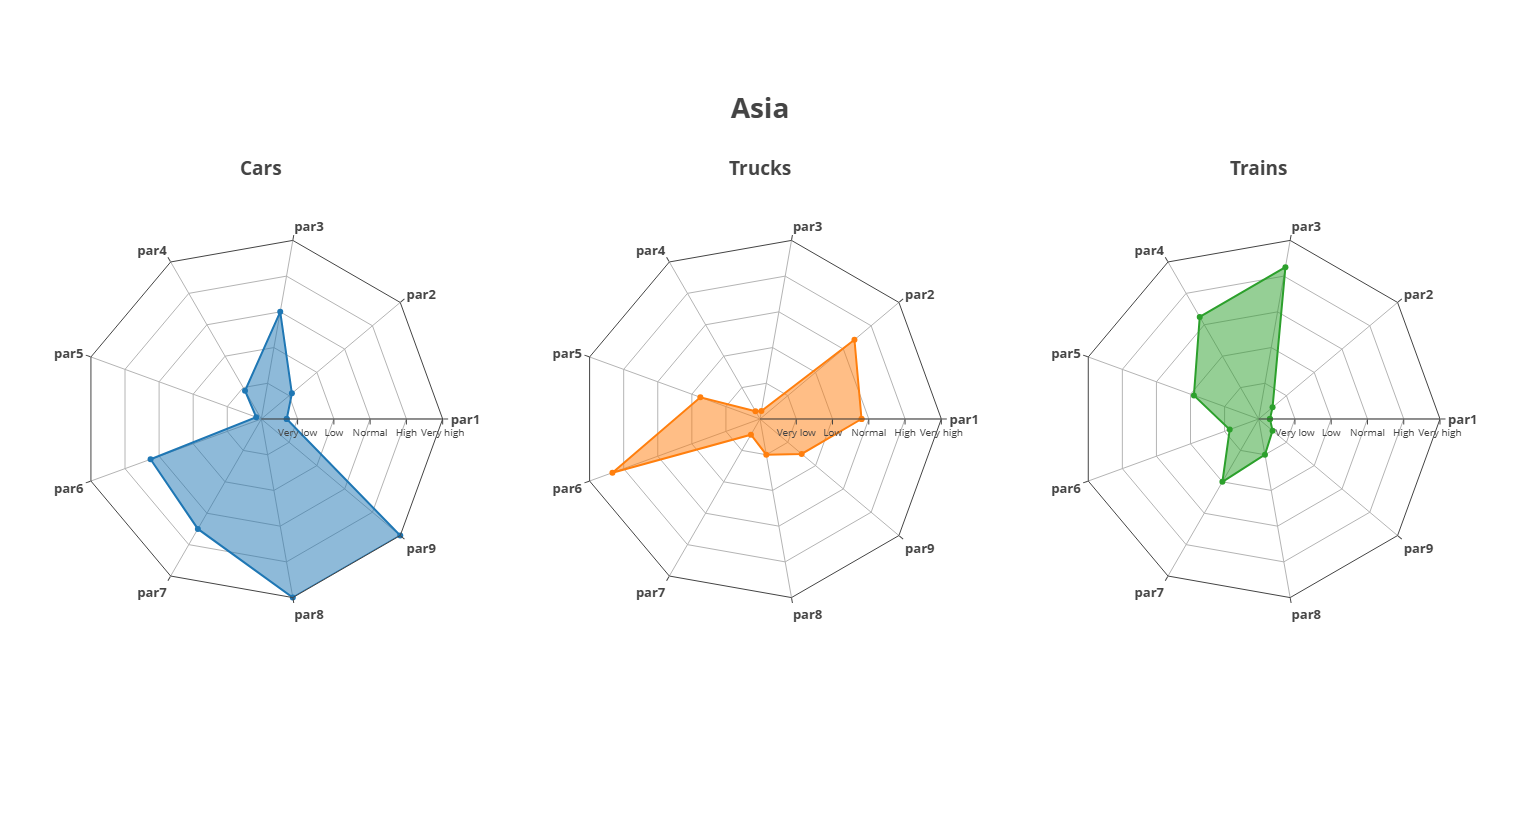 Asia
Cars
par1
par2
par3
par4
par5
par6
par7
par8
par9
Very low
Low
Normal
High
Very high
Trucks
par1
par2
par3
par4
par5
par6
par7
par8
par9
Very low
Low
Normal
High
Very high
Trains
par1
par2
par3
par4
par5
par6
par7
par8
par9
Very low
Low
Normal
High
Very high